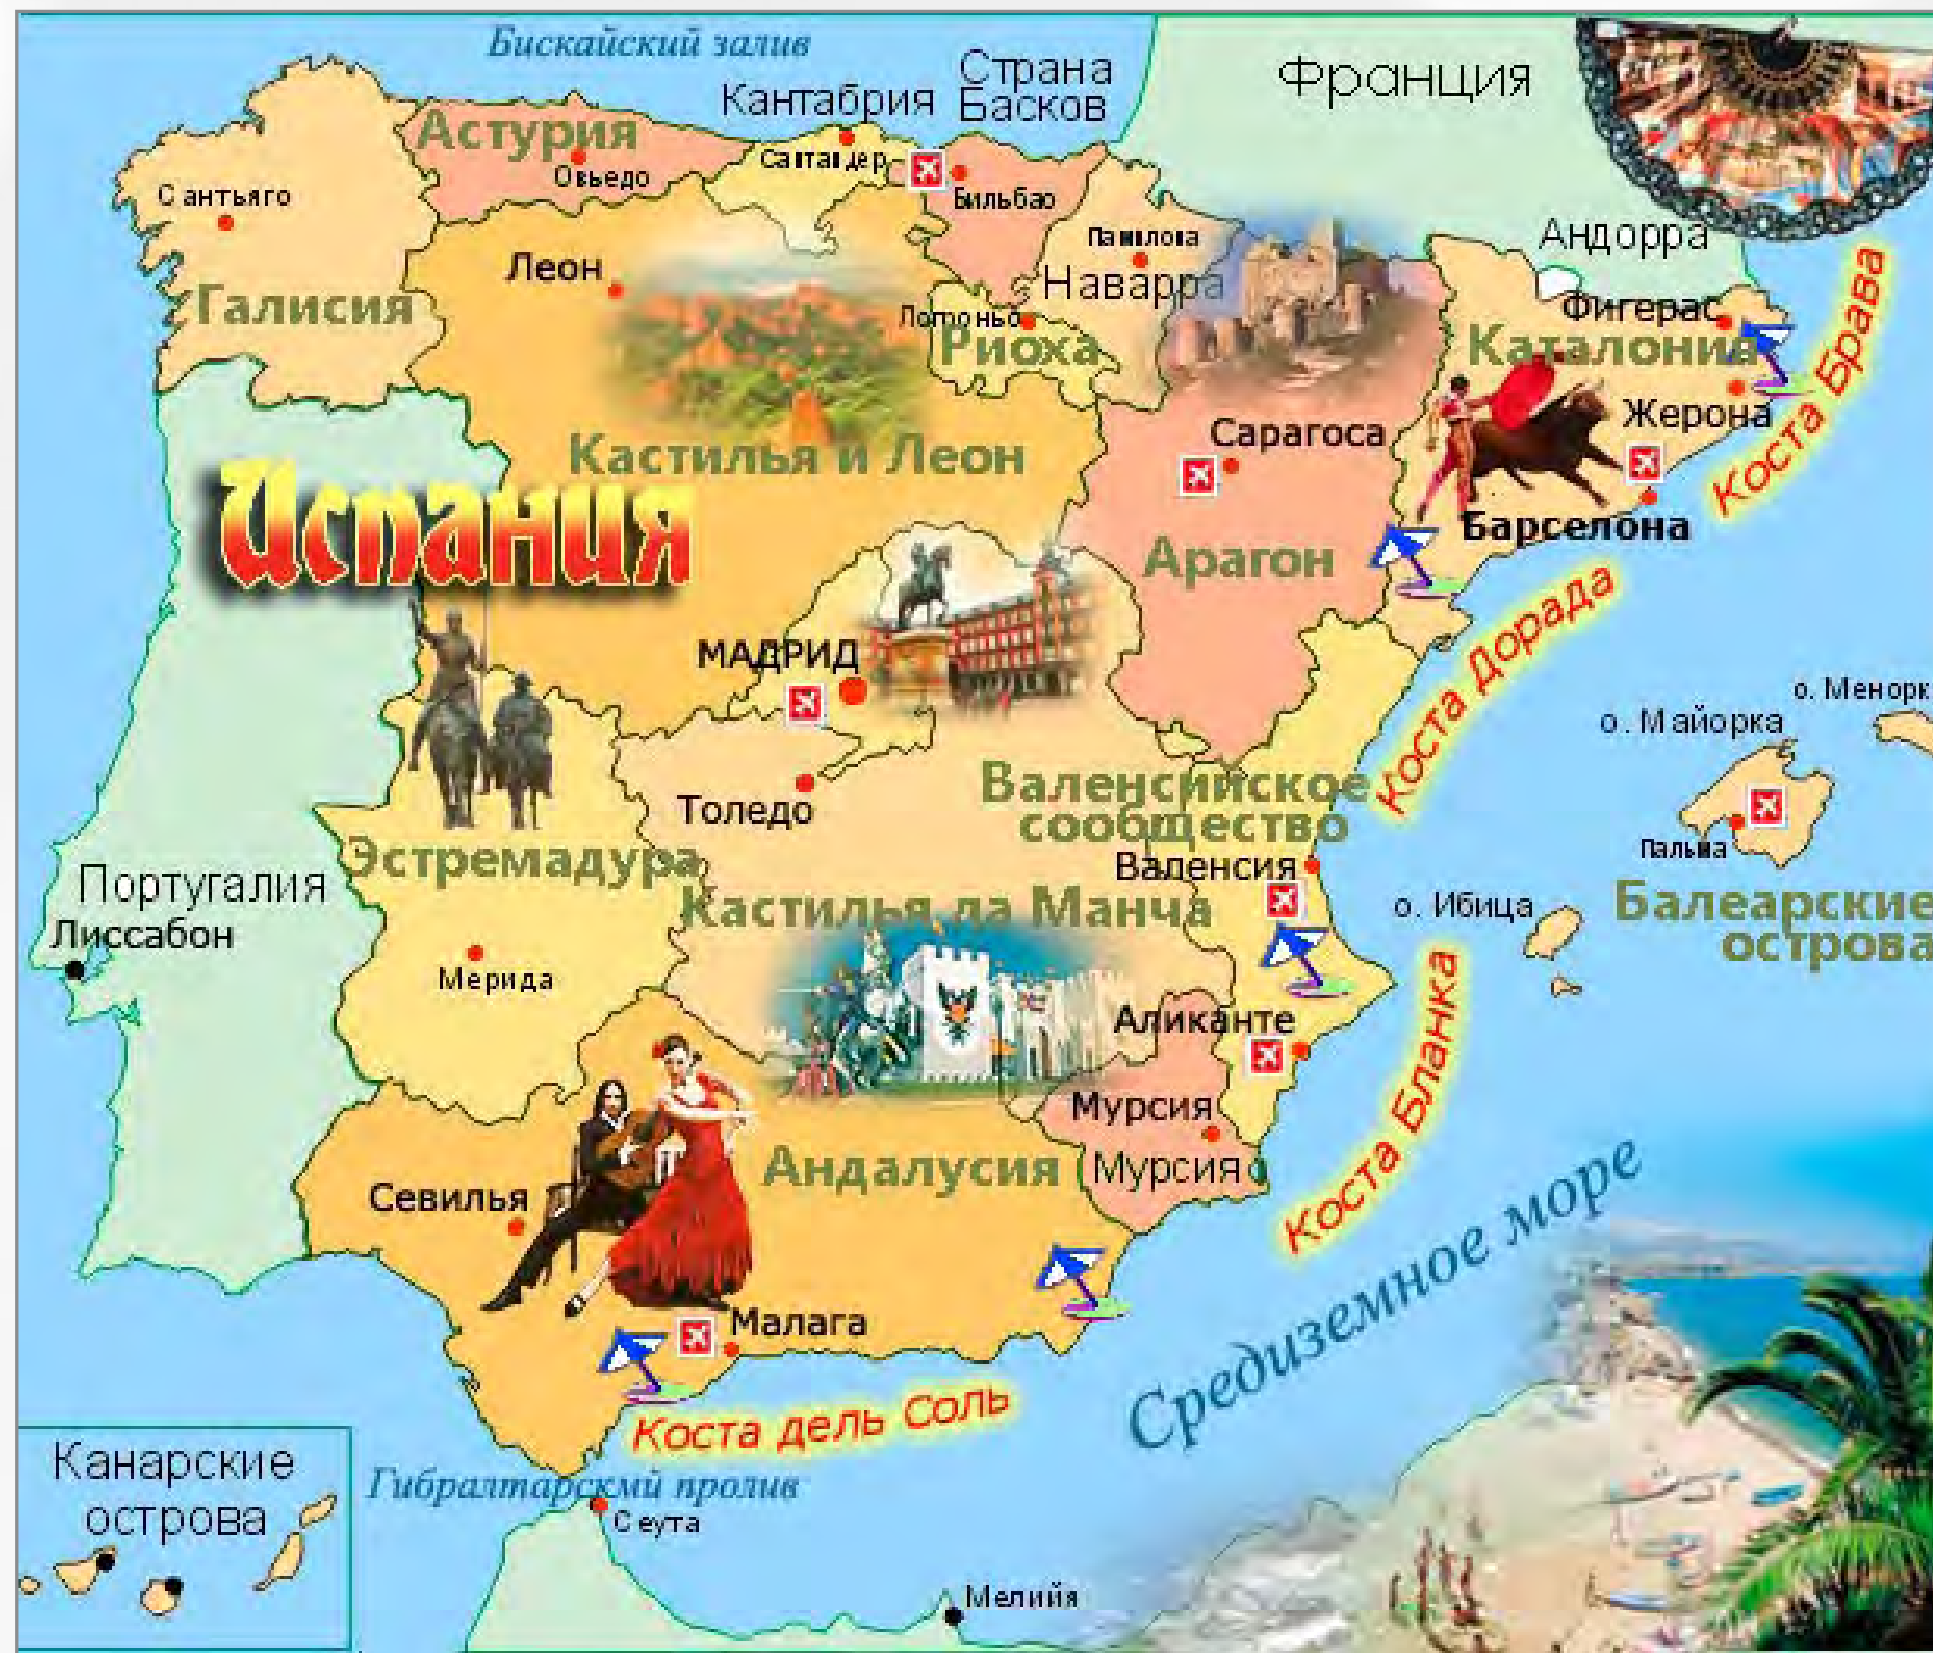 Бискайский залив
Страна
Басков
Кантабрия
Франция
Астурия
Сантандер
Овьедо
Бильбао
Сантьяго
Памплона
Андорра
Леон
Наварра
Галисия
Фигерас
Логроньо
Риоха
Каталония
Коста Брава
Жерона
Сарагоса
Кастилья и Леон
Испания
Барселона
Арагон
Коста Дорада
МАДРИД
о. Менорк
о. Майорка
Валенсийское
сообщество
Толедо
Пальма
Эстремадура
Валенсия
Португалия
Кастилья ла Манча
о. Ибица
Балеарские
острова
Лиссабон
Мерида
Аликанте
Коста Бланка
Мурсия
Андалусия
Мурсия
Севилья
Средиземное море
Малага
Коста дель Соль
Канарские
острова
Гибралтарскмй пролив
Сеута
Мелийя